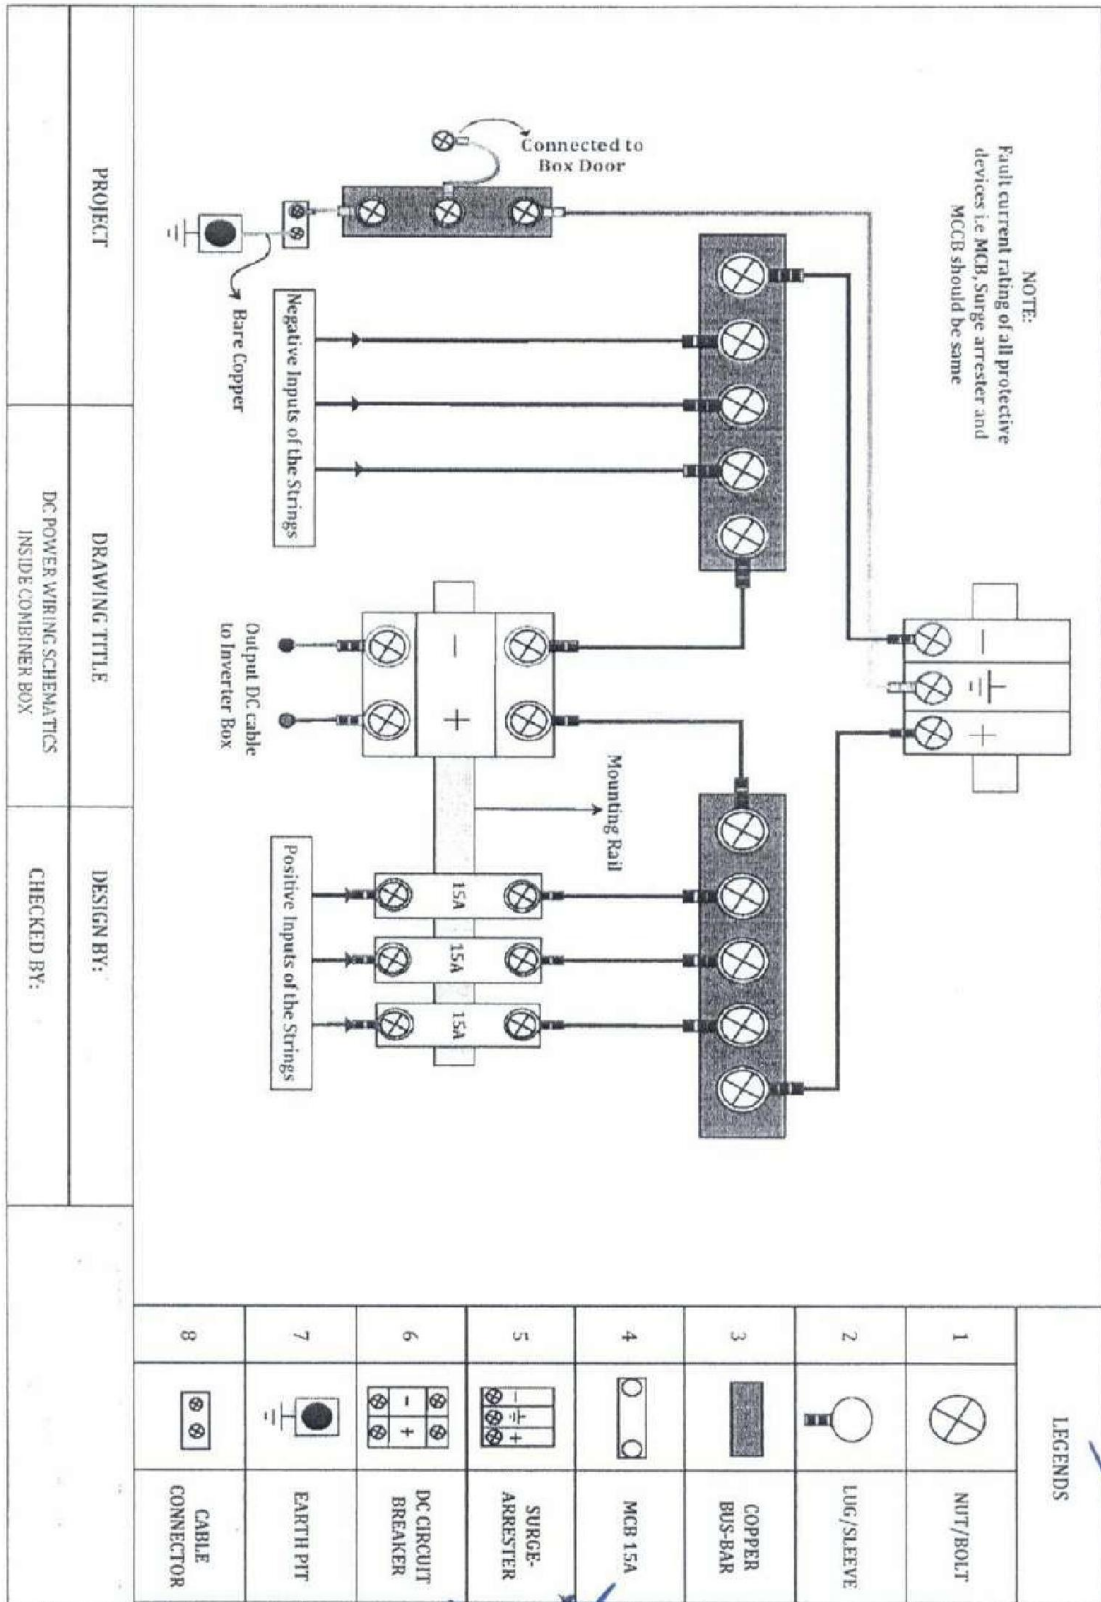 NOTE:
Fault current rating of all protective
devices i.e MCB, Surge arrester and
MCCB should be same
−
+
Connected to
Box Door
Bare Copper
Negative Inputs of the Strings
−
+
Output DC cable
to Inverter Box
Mounting Rail
15A
15A
15A
Positive Inputs of the Strings
LEGENDS
1
NUT/BOLT
2
LUG/SLEEVE
3
COPPER
BUS-BAR
4
MCB 15A
5
− +
SURGE-
ARRESTER
6
− +
DC CIRCUIT
BREAKER
7
EARTH PIT
8
CABLE
CONNECTOR
PROJECT
DRAWING TITLE
DC POWER WIRING SCHEMATICS
INSIDE COMBINER BOX
DESIGN BY:
CHECKED BY: